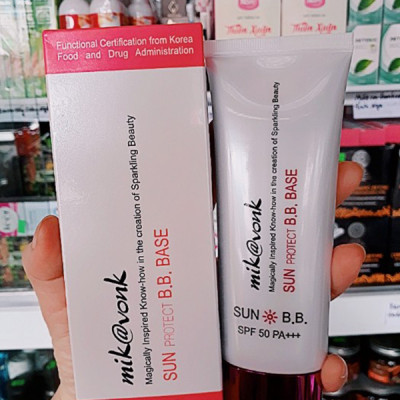 Functional Certification from Korea
Food and Drug Administration
mik@vonk
Magically Inspired Know-how in the creation of Sparkling Beauty
SUN PROTECT B.B. BASE
mik@vonk
Magically Inspired Know-how in the creation of Sparkling Beauty
SUN PROTECT B.B. BASE
SUN B.B.
SPF 50 PA+++